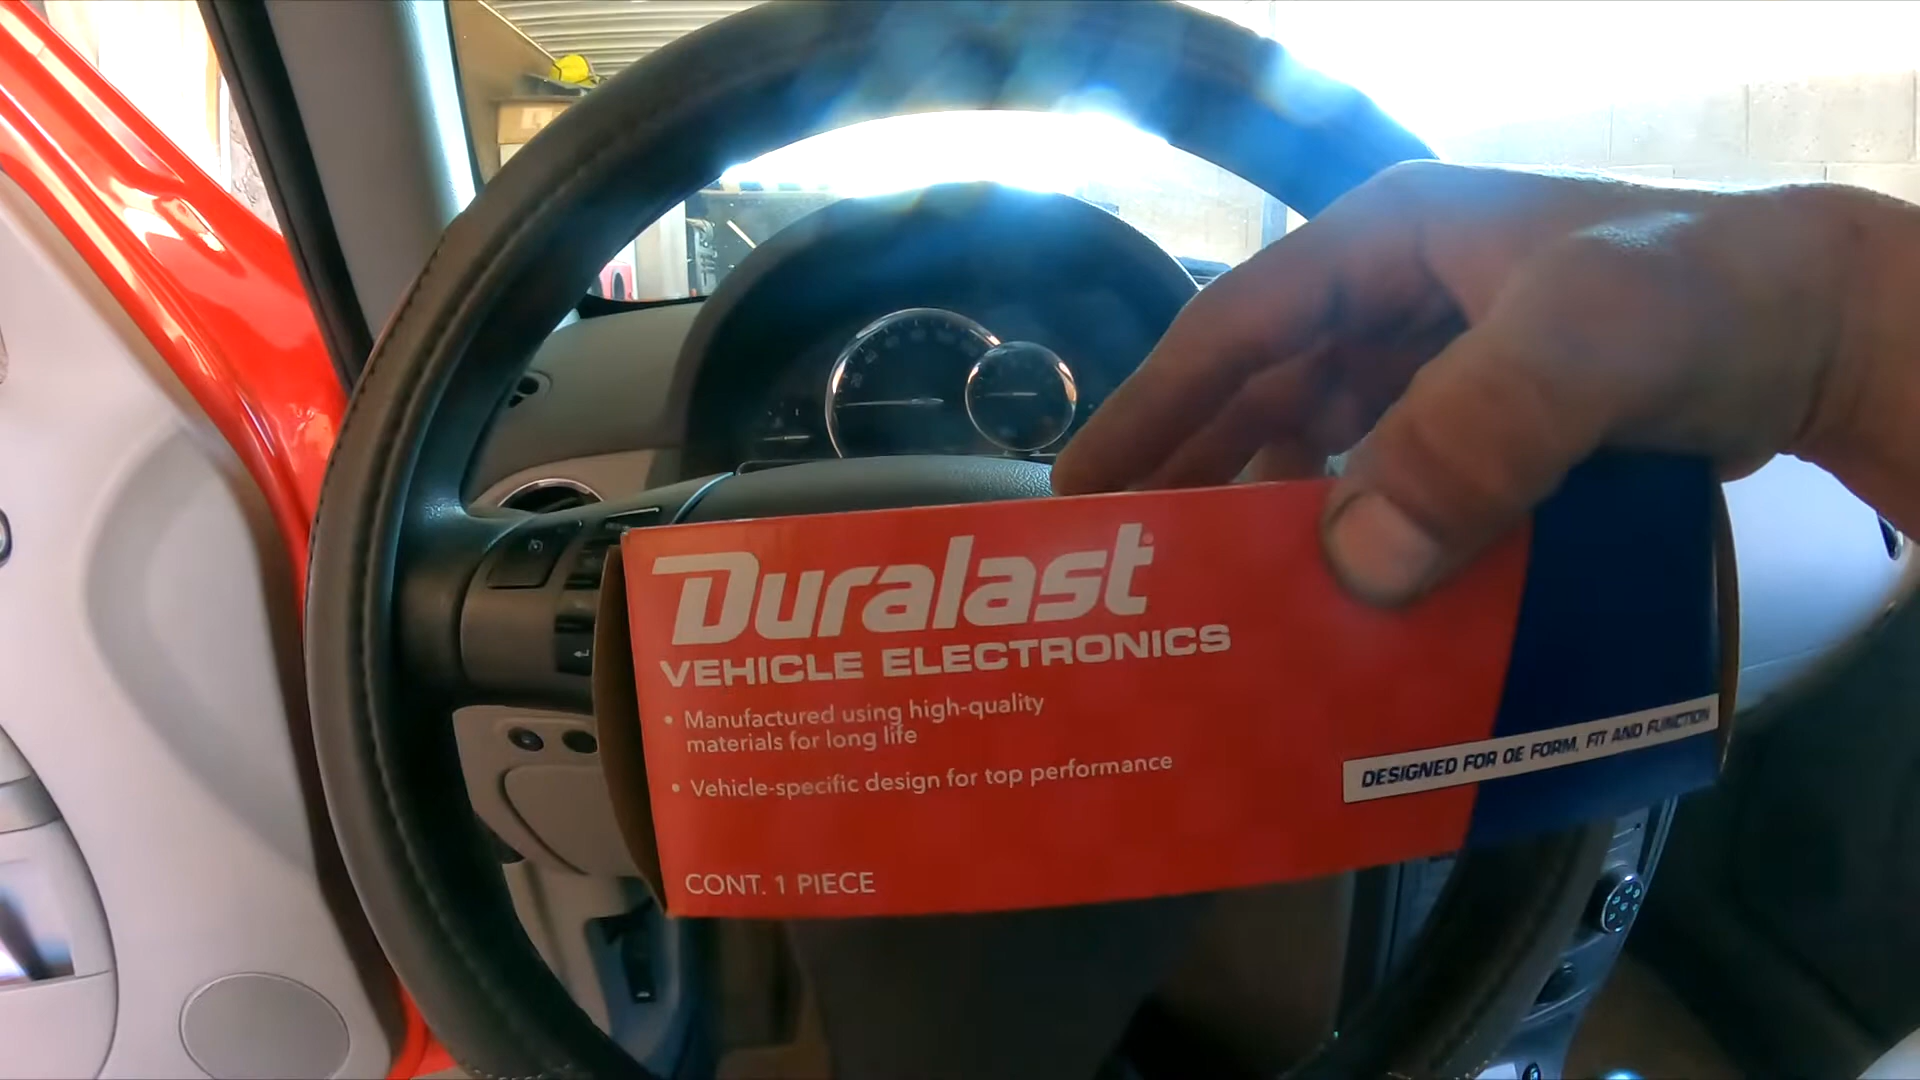 Duralast
VEHICLE ELECTRONICS
• Manufactured using high-quality
materials for long life
• Vehicle-specific design for top performance
DESIGNED FOR OE FORM, FIT AND FUNCTION
CONT. 1 PIECE